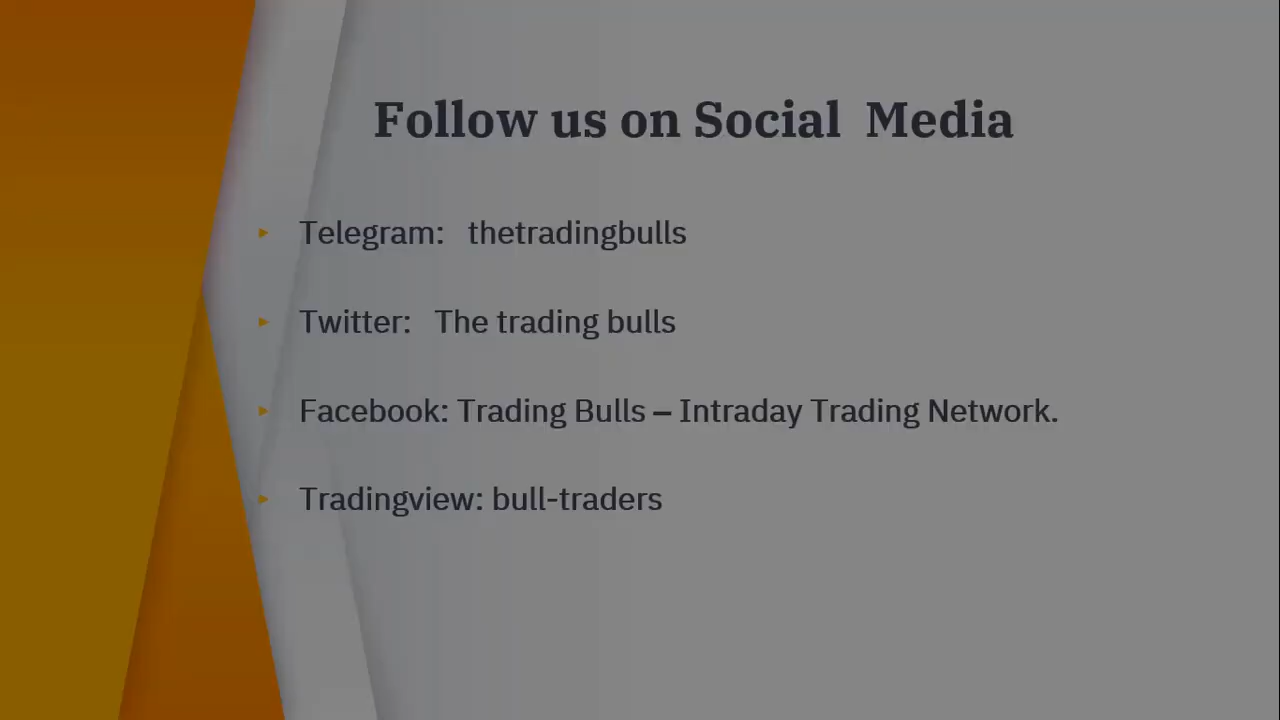 Follow us on Social  Media
Telegram:   thetradingbulls
Twitter:   The trading bulls
Facebook: Trading Bulls – Intraday Trading Network.
Tradingview: bull-traders